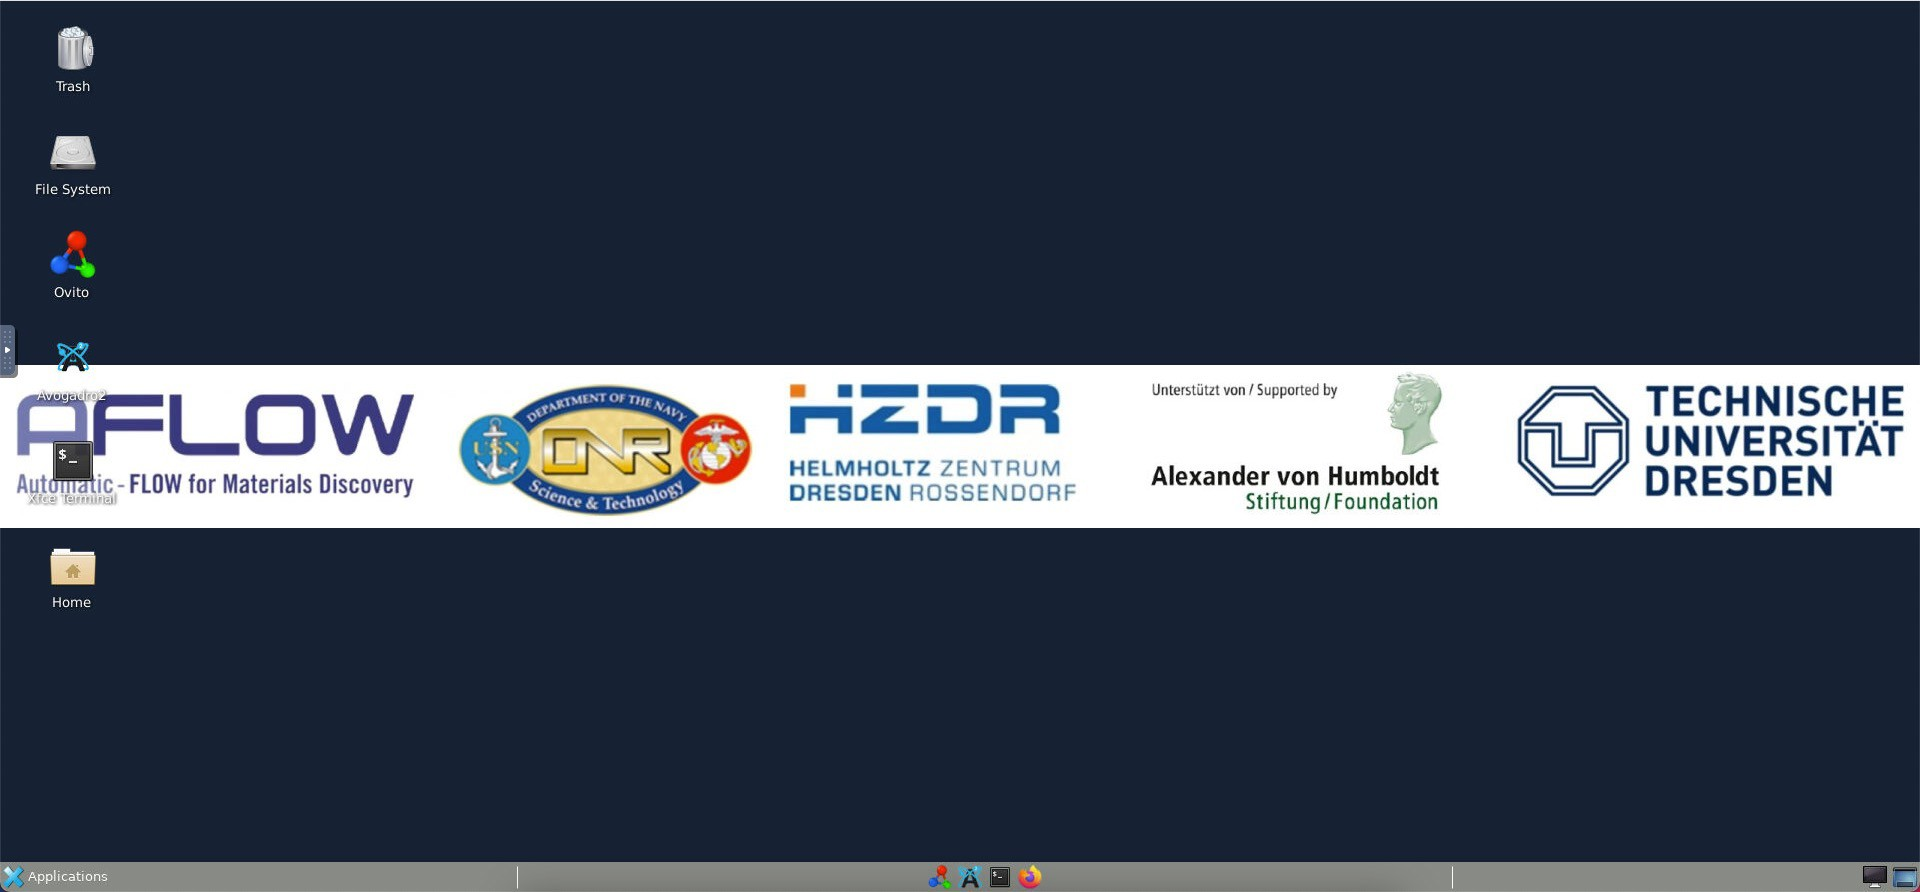 Trash
File System
Ovito
Avogadro2
AFLOW
Automatic - FLOW for Materials Discovery
$_
Xfce Terminal
DEPARTMENT OF THE NAVY
U.S.N
ONR
Science & Technology
HZDR
HELMHOLTZ ZENTRUM
DRESDEN ROSSENDORF
Unterstützt von / Supported by
Alexander von Humboldt
Stiftung/Foundation
TECHNISCHE
UNIVERSITÄT
DRESDEN
Home
Applications